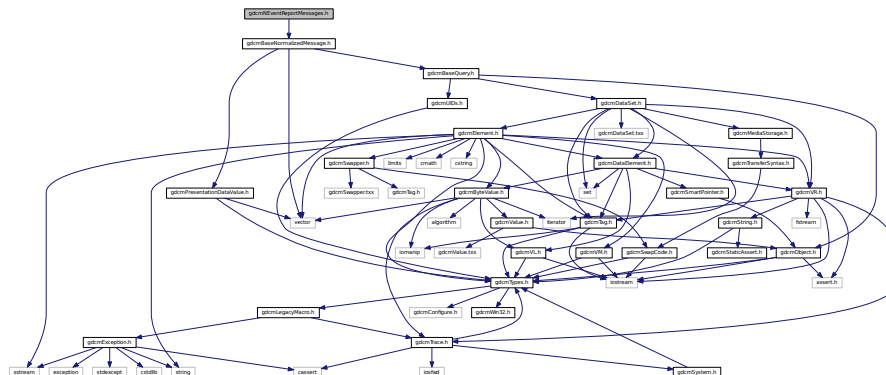 gdcmNEventReportMessages.h
gdcmBaseNormalizedMessage.h
gdcmBaseQuery.h
gdcmUIDs.h
gdcmDataSet.h
gdcmElement.h
gdcmDataSet.txx
gdcmMediaStorage.h
gdcmSwapper.h
limits
cmath
cstring
gdcmDataElement.h
gdcmTransferSyntax.h
gdcmPresentationDataValue.h
gdcmSwapper.txx
gdcmTag.h
gdcmByteValue.h
set
gdcmSmartPointer.h
gdcmVR.h
vector
algorithm
gdcmValue.h
iterator
gdcmTag.h
gdcmString.h
fstream
iomanip
gdcmValue.txx
gdcmVL.h
gdcmVM.h
gdcmSwapCode.h
gdcmStaticAssert.h
gdcmObject.h
gdcmTypes.h
iostream
assert.h
gdcmLegacyMacro.h
gdcmConfigure.h
gdcmWin32.h
gdcmException.h
gdcmTrace.h
sstream
exception
stdexcept
cstdlib
string
cassert
iosfwd
gdcmSystem.h